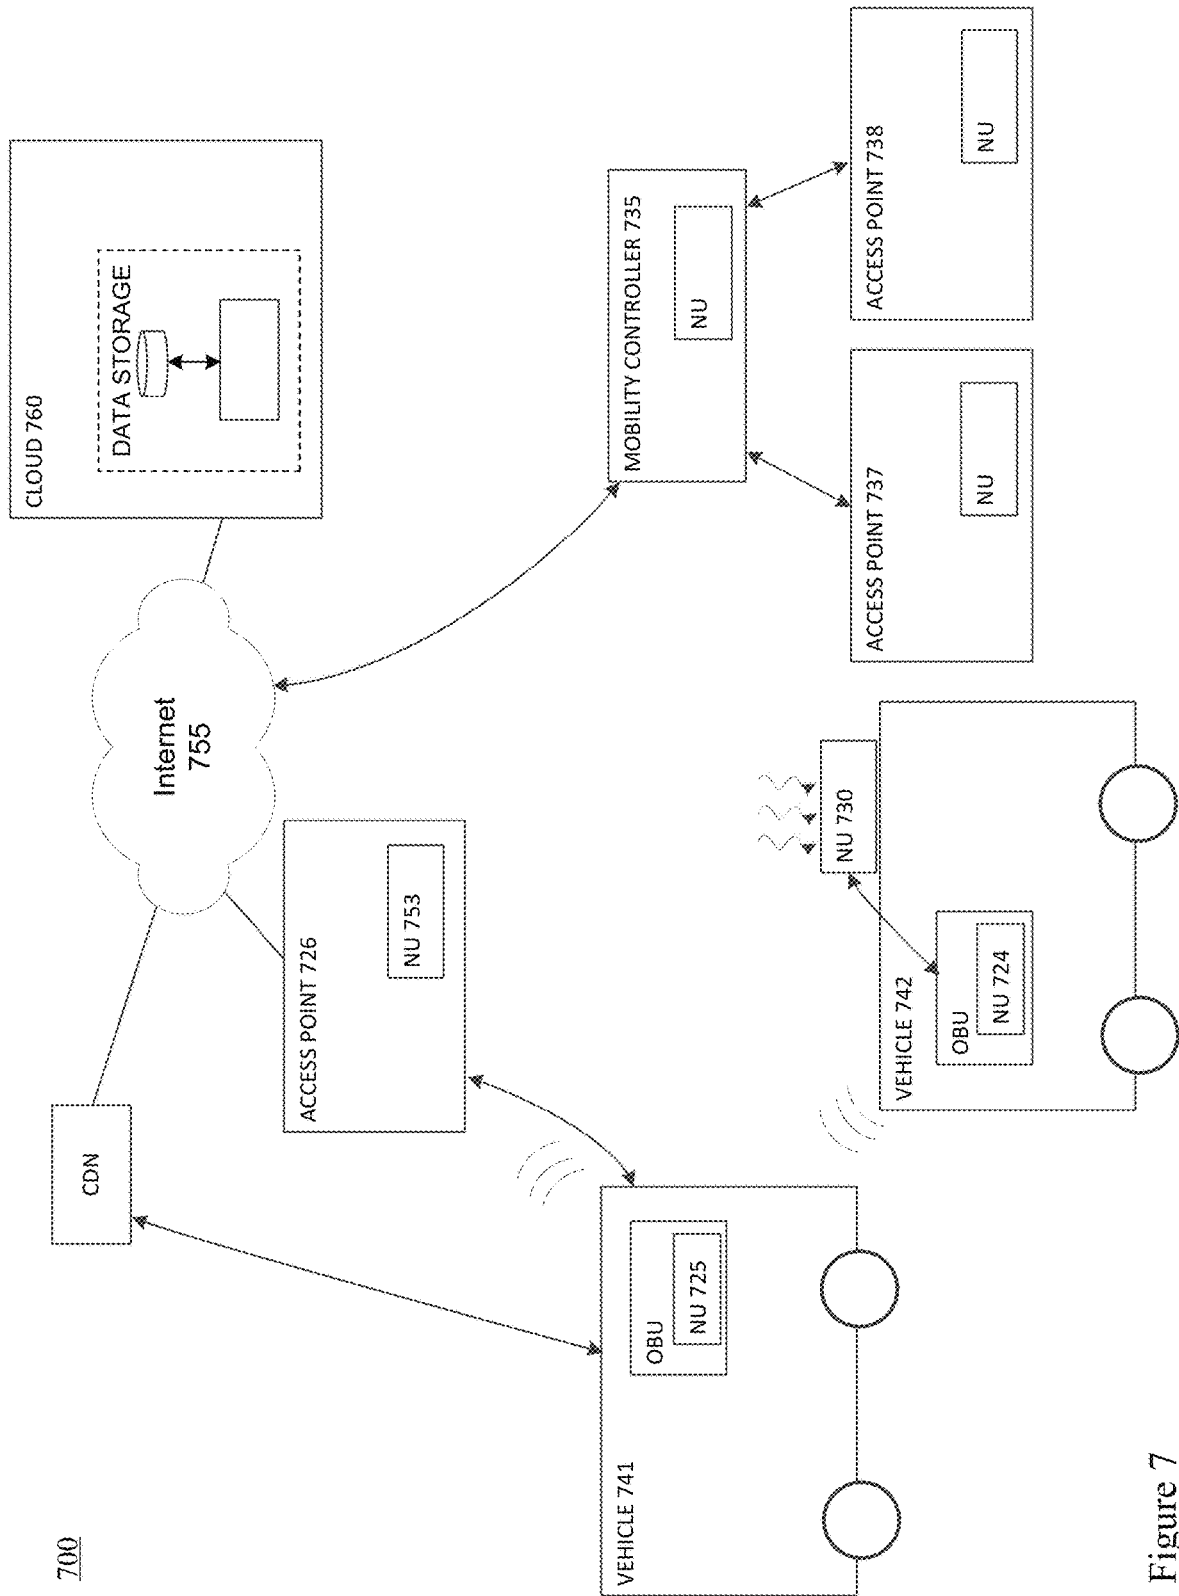 700
CDN
Internet
755
CLOUD 760
DATA STORAGE
ACCESS POINT 726
NU 753
VEHICLE 741
OBU
NU 725
MOBILITY CONTROLLER 735
NU
VEHICLE 742
OBU
NU 724
NU 730
ACCESS POINT 737
NU
ACCESS POINT 738
NU
Figure 7